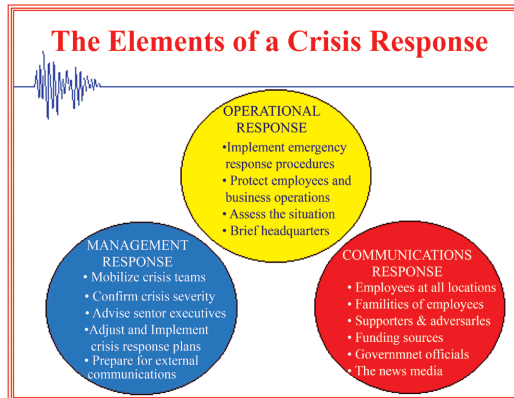 The Elements of a Crisis Response
OPERATIONAL
RESPONSE
•Implement emergency
response procedures
• Protect employees and
business operations
• Assess the situation
• Brief headquarters
MANAGEMENT
RESPONSE
• Mobilize crisis teams
• Confirm crisis severity
• Advise sentor executives
•Adjust and Implement
crisis response plans
• Prepare for external
communications
COMMUNICATIONS
RESPONSE
• Employees at all locations
• Familities of employees
• Supporters & adversarles
• Funding sources
• Governmnet officials
• The news media